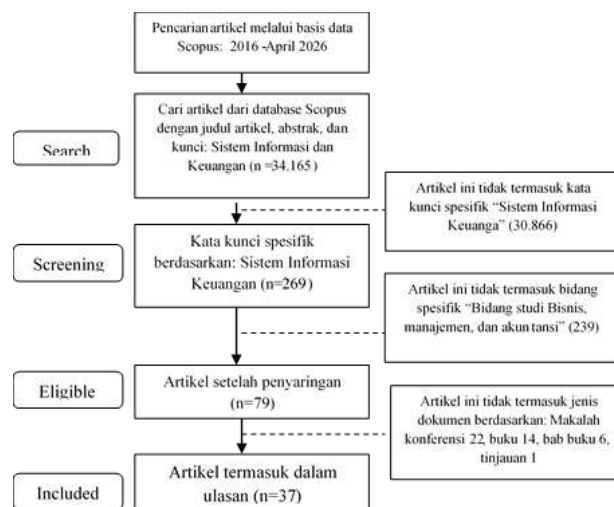 Pencarian artikel melalui basis data
Scopus: 2016 -April 2026
Cari artikel dari database Scopus
dengan judul artikel, abstrak, dan
kunci: Sistem Informasi dan
Keuangan (n =34.165)
Search
Artikel ini tidak termasuk kata
kunci spesifik “Sistem Informasi
Keuanga” (30.866)
Kata kunci spesifik
berdasarkan: Sistem Informasi
Keuangan (n=269)
Screening
Artikel ini tidak termasuk bidang
spesifik “Bidang studi Bisnis,
manajemen, dan akun tansi” (239)
Eligible
Artikel setelah penyaringan
(n=79)
Artikel ini tidak termasuk jenis
dokumen berdasarkan: Makalah
konferensi 22, buku 14, bab buku 6,
tinjauan 1
Included
Artikel termasuk dalam
ulasan (n=37)